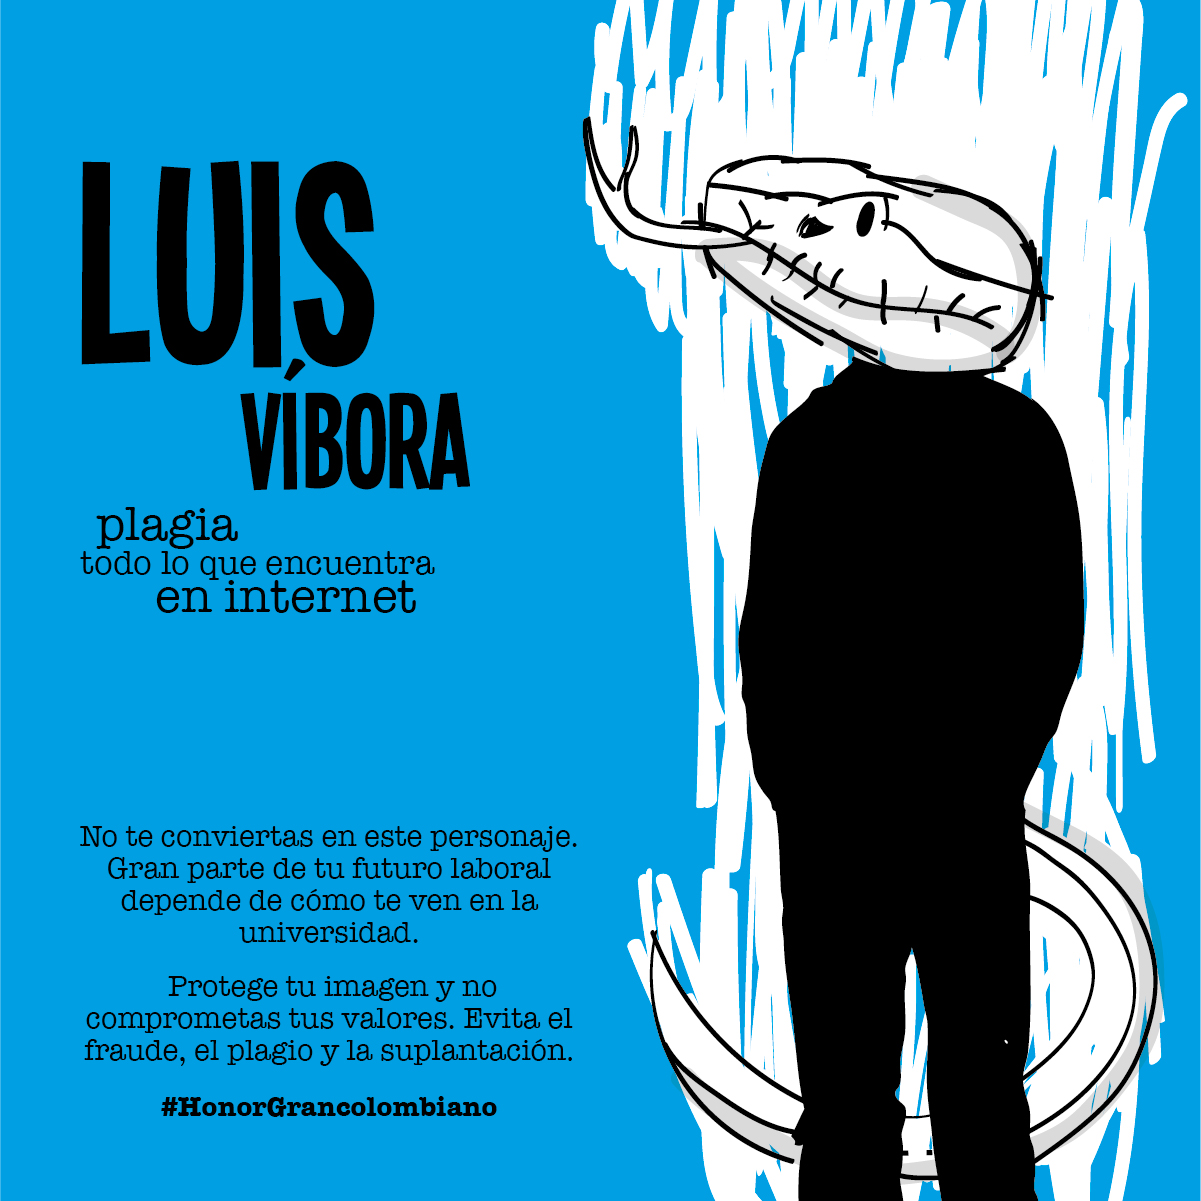 LUIS
VÍBORA
plagia
todo lo que encuentra
en internet
No te conviertas en este personaje.
Gran parte de tu futuro laboral
depende de cómo te ven en la
universidad.
Protege tu imagen y no
comprometas tus valores. Evita el
fraude, el plagio y la suplantación.
#HonorGrancolombiano